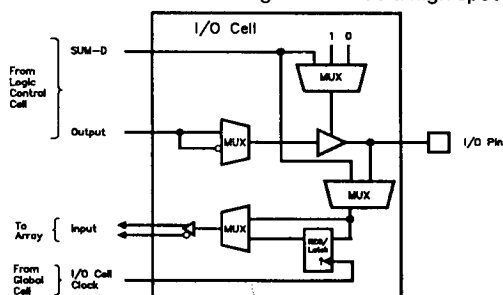 I/O Cell
SUM-D
1 0
MUX
From
Logic
Control
Cell
Output
MUX
I/O Pin
MUX
To
Array
Input
MUX
REG/
Latch
From
Global
Cell
I/O Cell
Clock